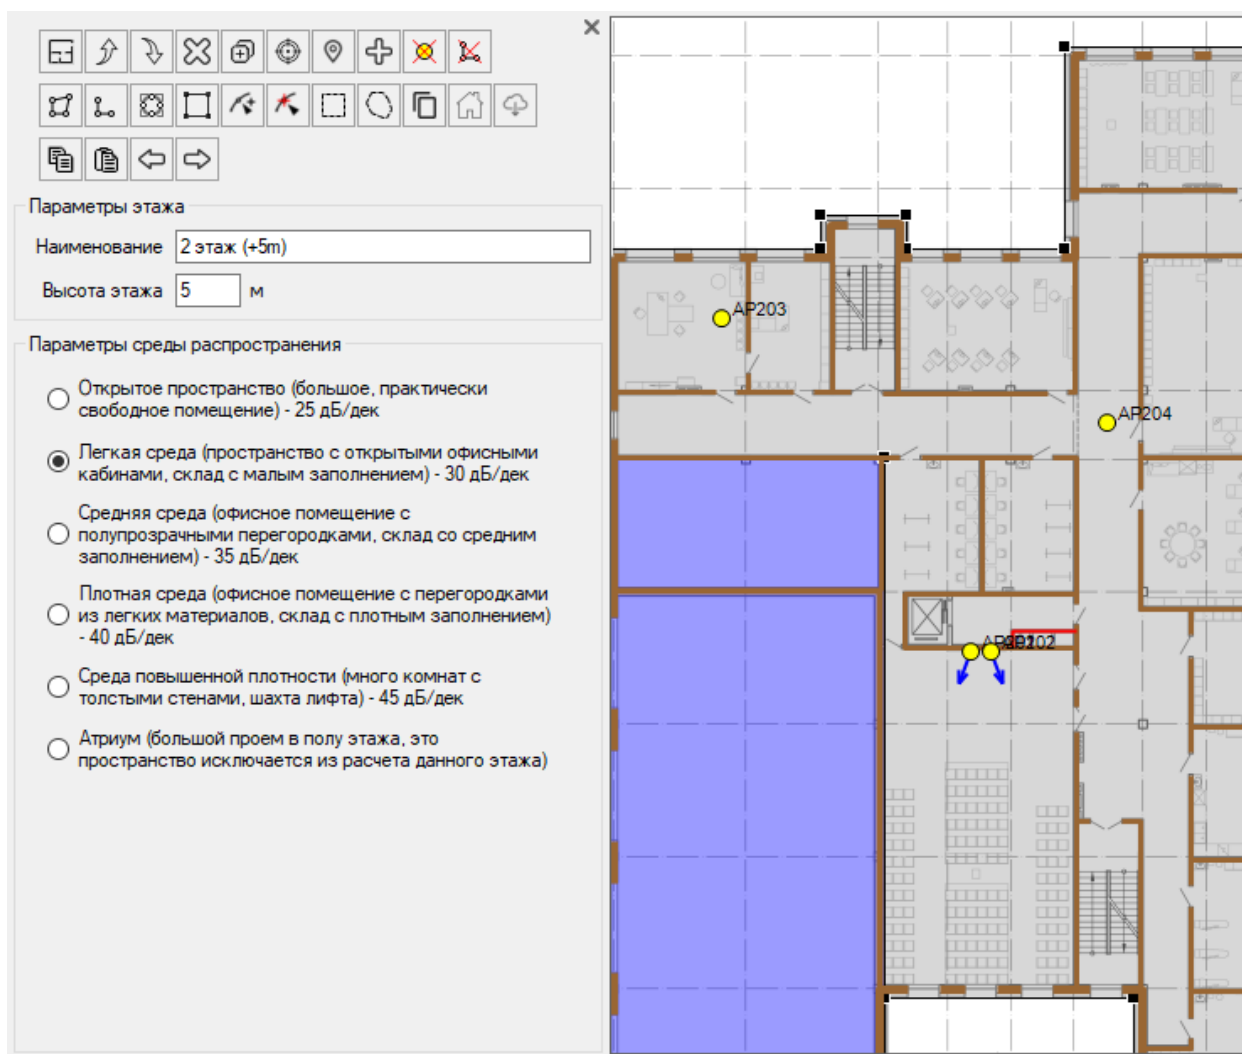 Параметры этажа
Наименование 2 этаж (+5m)
Высота этажа 5 м
Параметры среды распространения
Открытое пространство (большое, практически
свободное помещение) - 25 дБ/дек
Легкая среда (пространство с открытыми офисными
кабинами, склад с малым заполнением) - 30 дБ/дек
Средняя среда (офисное помещение с
полупрозрачными перегородками, склад со средним
заполнением) - 35 дБ/дек
Плотная среда (офисное помещение с перегородками
из легких материалов, склад с плотным заполнением)
- 40 дБ/дек
Среда повышенной плотности (много комнат с
толстыми стенами, шахта лифта) - 45 дБ/дек
Атриум (большой проем в полу этажа, это
пространство исключается из расчета данного этажа)
AP203
AP204